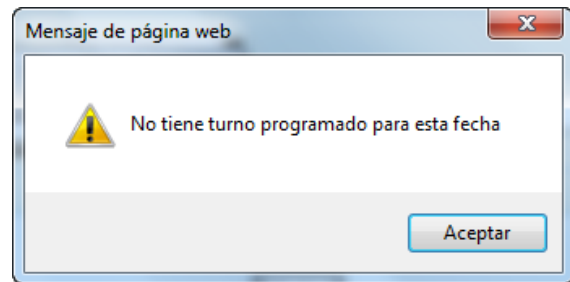 Mensaje de página web
No tiene turno programado para esta fecha
Aceptar